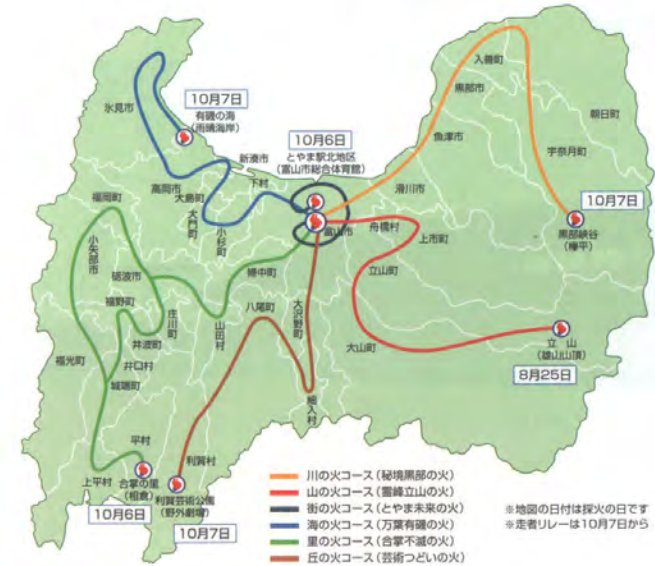 氷見市
10月7日
有磯の海
(雨晴海岸)
10月6日
とやま駅北地区
(富山市総合体育館)
新湊市
下村
高岡市
大島町
大門町
小杉町
福岡町
小矢部市
砺波市
福野町
庄川町
井波町
井口村
城端町
福光町
山田村
婦中町
八尾町
大沢野町
細入村
富山市
舟橋村
上市町
立山町
大山町
滑川市
魚津市
黒部市
入善町
朝日町
宇奈月町
10月7日
黒部峡谷
(欅平)
立山
(雄山山頂)
8月25日
平村
上平村
合掌の里
(相倉)
10月6日
利賀村
利賀芸術公園
(野外劇場)
10月7日
川の火コース(秘境黒部の火)
山の火コース(霊峰立山の火)
街の火コース(とやま未来の火)
海の火コース(万葉有磯の火)
里の火コース(合掌不滅の火)
丘の火コース(芸術つどいの火)
※地図の日付は採火の日です
※走者リレーは10月7日から